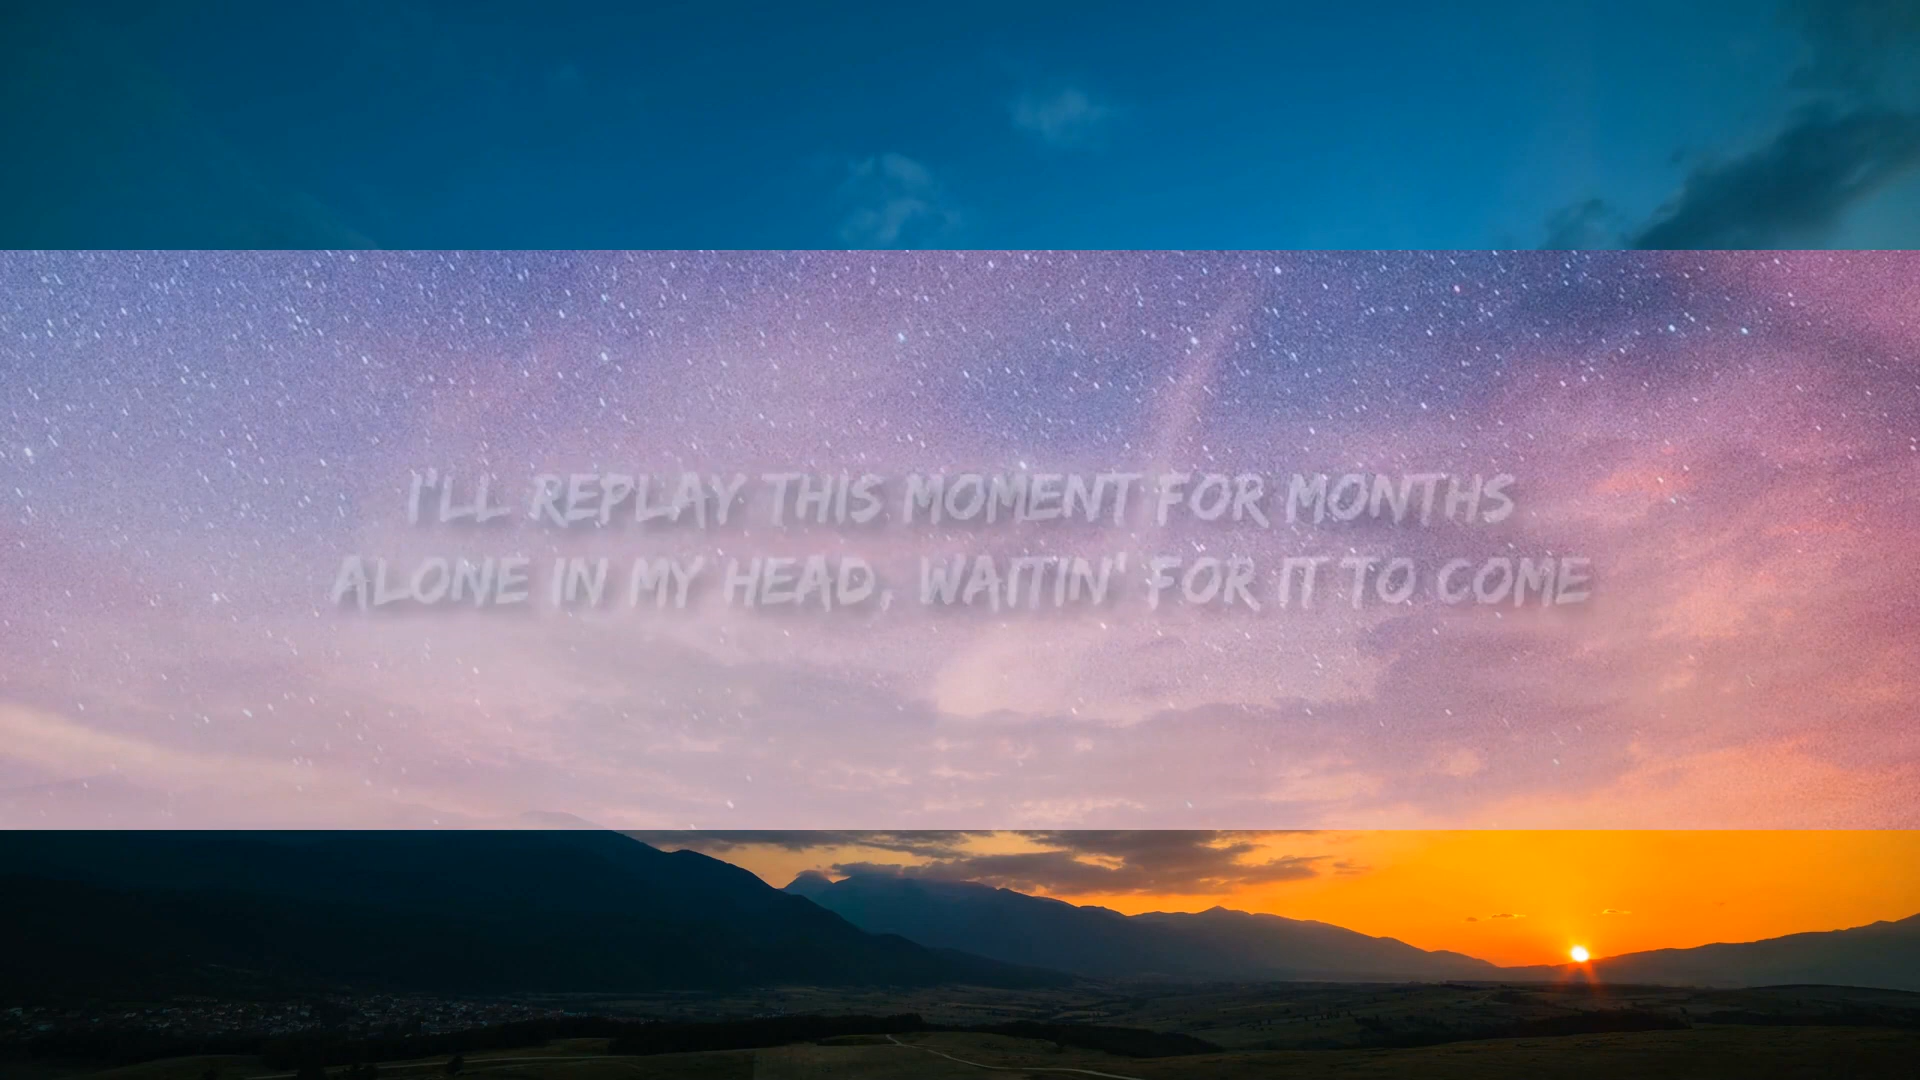 I'LL REPLAY THIS MOMENT FOR MONTHS
ALONE IN MY HEAD, WAITIN' FOR IT TO COME